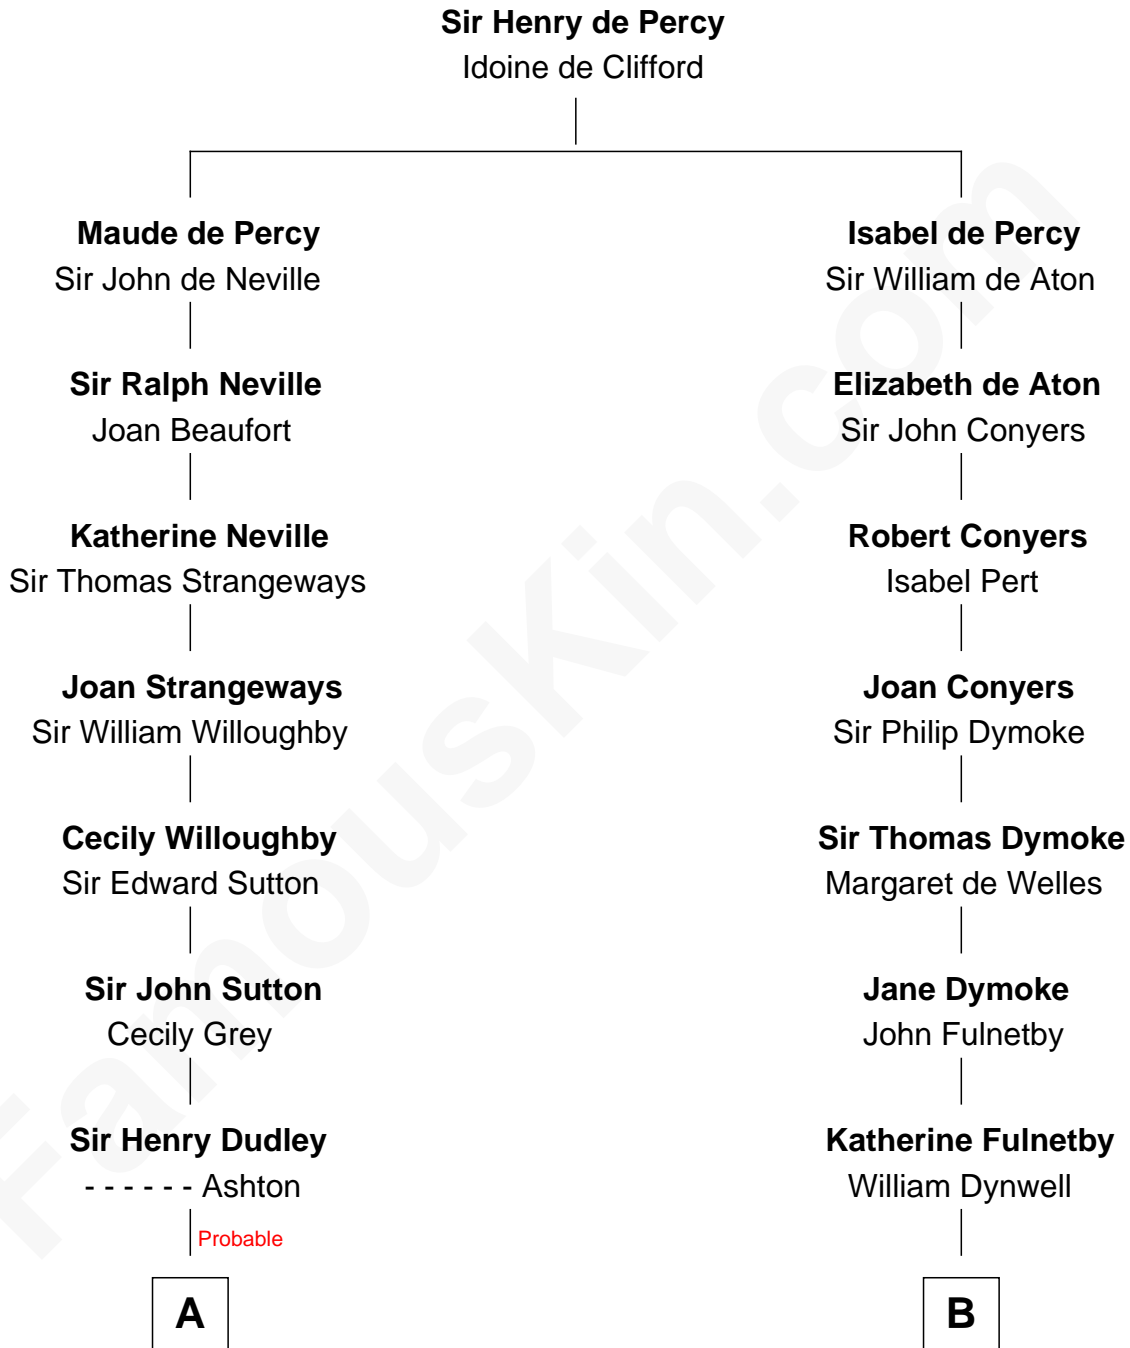 Sir Henry de Percy
Idoine de Clifford
Maude de Percy
Sir John de Neville
Isabel de Percy
Sir William de Aton
Sir Ralph Neville
Joan Beaufort
Elizabeth de Aton
Sir John Conyers
Katherine Neville
Sir Thomas Strangeways
Robert Conyers
Isabel Pert
Joan Strangeways
Sir William Willoughby
Joan Conyers
Sir Philip Dymoke
Cecily Willoughby
Sir Edward Sutton
Sir Thomas Dymoke
Margaret de Welles
Sir John Sutton
Cecily Grey
Jane Dymoke
John Fulnetby
Sir Henry Dudley
- - - - - - Ashton
Katherine Fulnetby
William Dynwell
Probable
A
B
FamousKin.com